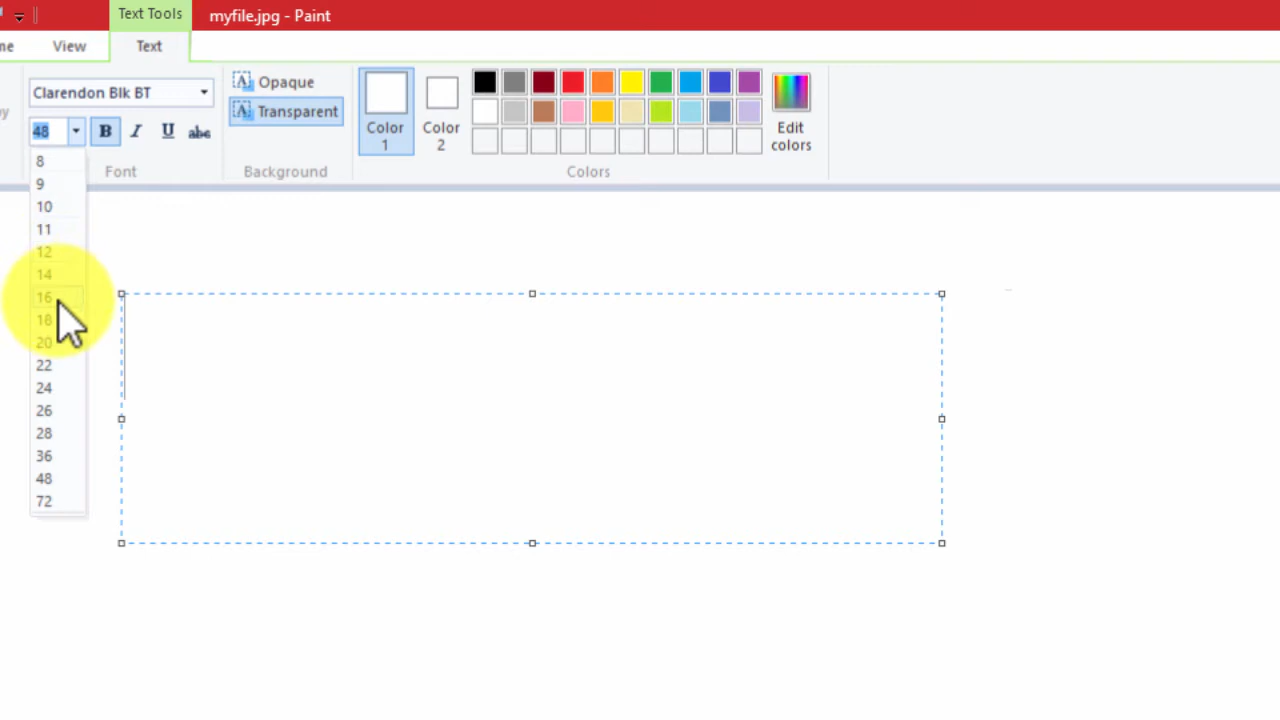 Text Tools
myfile.jpg - Paint
me
View
Text
Clarendon Blk BT
48
B
I
U
abc
Opaque
Transparent
Color
1
Color
2
Edit
colors
Font
Background
Colors
8
9
10
11
12
14
16
18
20
22
24
26
28
36
48
72